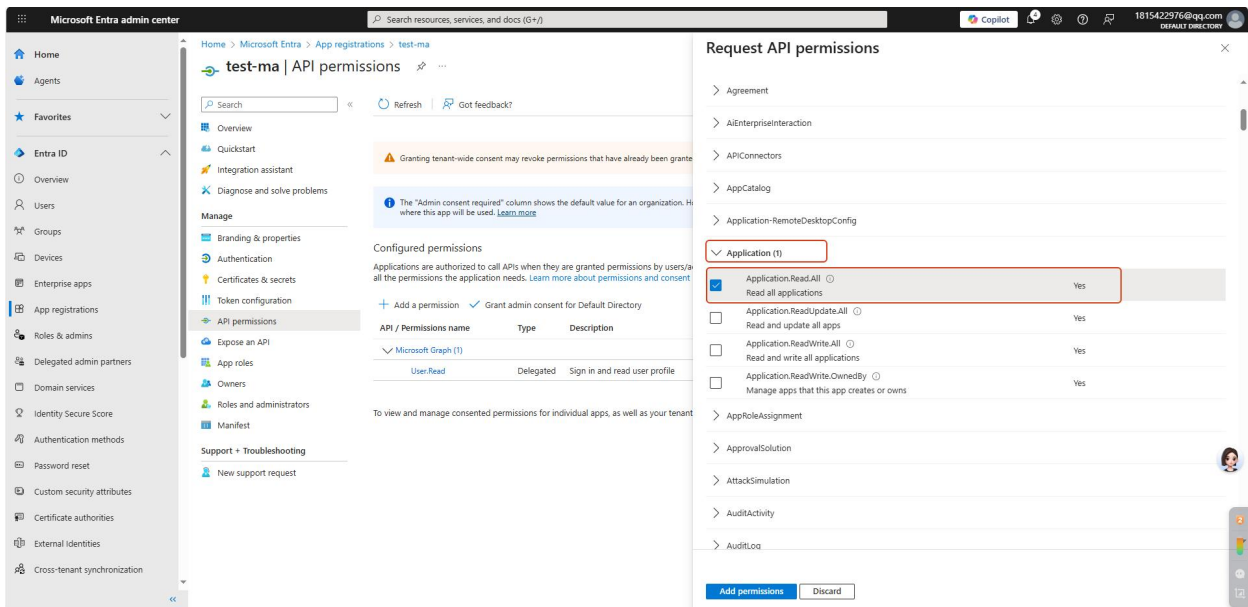 Microsoft Entra admin center
Search resources, services, and docs (G+/)
Copilot
4
1815422976@qq.com
DEFAULT DIRECTORY
Home
Agents
Favorites
Entra ID
Overview
Users
Groups
Devices
Enterprise apps
App registrations
Roles & admins
Delegated admin partners
Domain services
Identity Secure Score
Authentication methods
Password reset
Custom security attributes
Certificate authorities
External Identities
Cross-tenant synchronization
Home > Microsoft Entra > App registrations > test-ma
test-ma | API permissions
Search
Overview
Quickstart
Integration assistant
Diagnose and solve problems
Manage
Branding & properties
Authentication
Certificates & secrets
Token configuration
API permissions
Expose an API
App roles
Owners
Roles and administrators
Manifest
Support + Troubleshooting
New support request
Refresh
Got feedback?
Granting tenant-wide consent may revoke permissions that have already been grante
The "Admin consent required" column shows the default value for an organization. H
where this app will be used. Learn more
Configured permissions
Applications are authorized to call APIs when they are granted permissions by users/a
all the permissions the application needs. Learn more about permissions and consent
Add a permission Grant admin consent for Default Directory
API / Permissions name Type Description
Microsoft Graph (1)
User.Read Delegated Sign in and read user profile
To view and manage consented permissions for individual apps, as well as your tenant
Request API permissions
Agreement
AiEnterpriseInteraction
APIConnectors
AppCatalog
Application-RemoteDesktopConfig
Application (1)
Application.Read.All
Read all applications
Yes
Application.ReadUpdate.All
Read and update all apps
Yes
Application.ReadWrite.All
Read and write all applications
Yes
Application.ReadWrite.OwnedBy
Manage apps that this app creates or owns
Yes
AppRoleAssignment
ApprovalSolution
AttackSimulation
AuditActivity
AuditLog
Add permissions
Discard